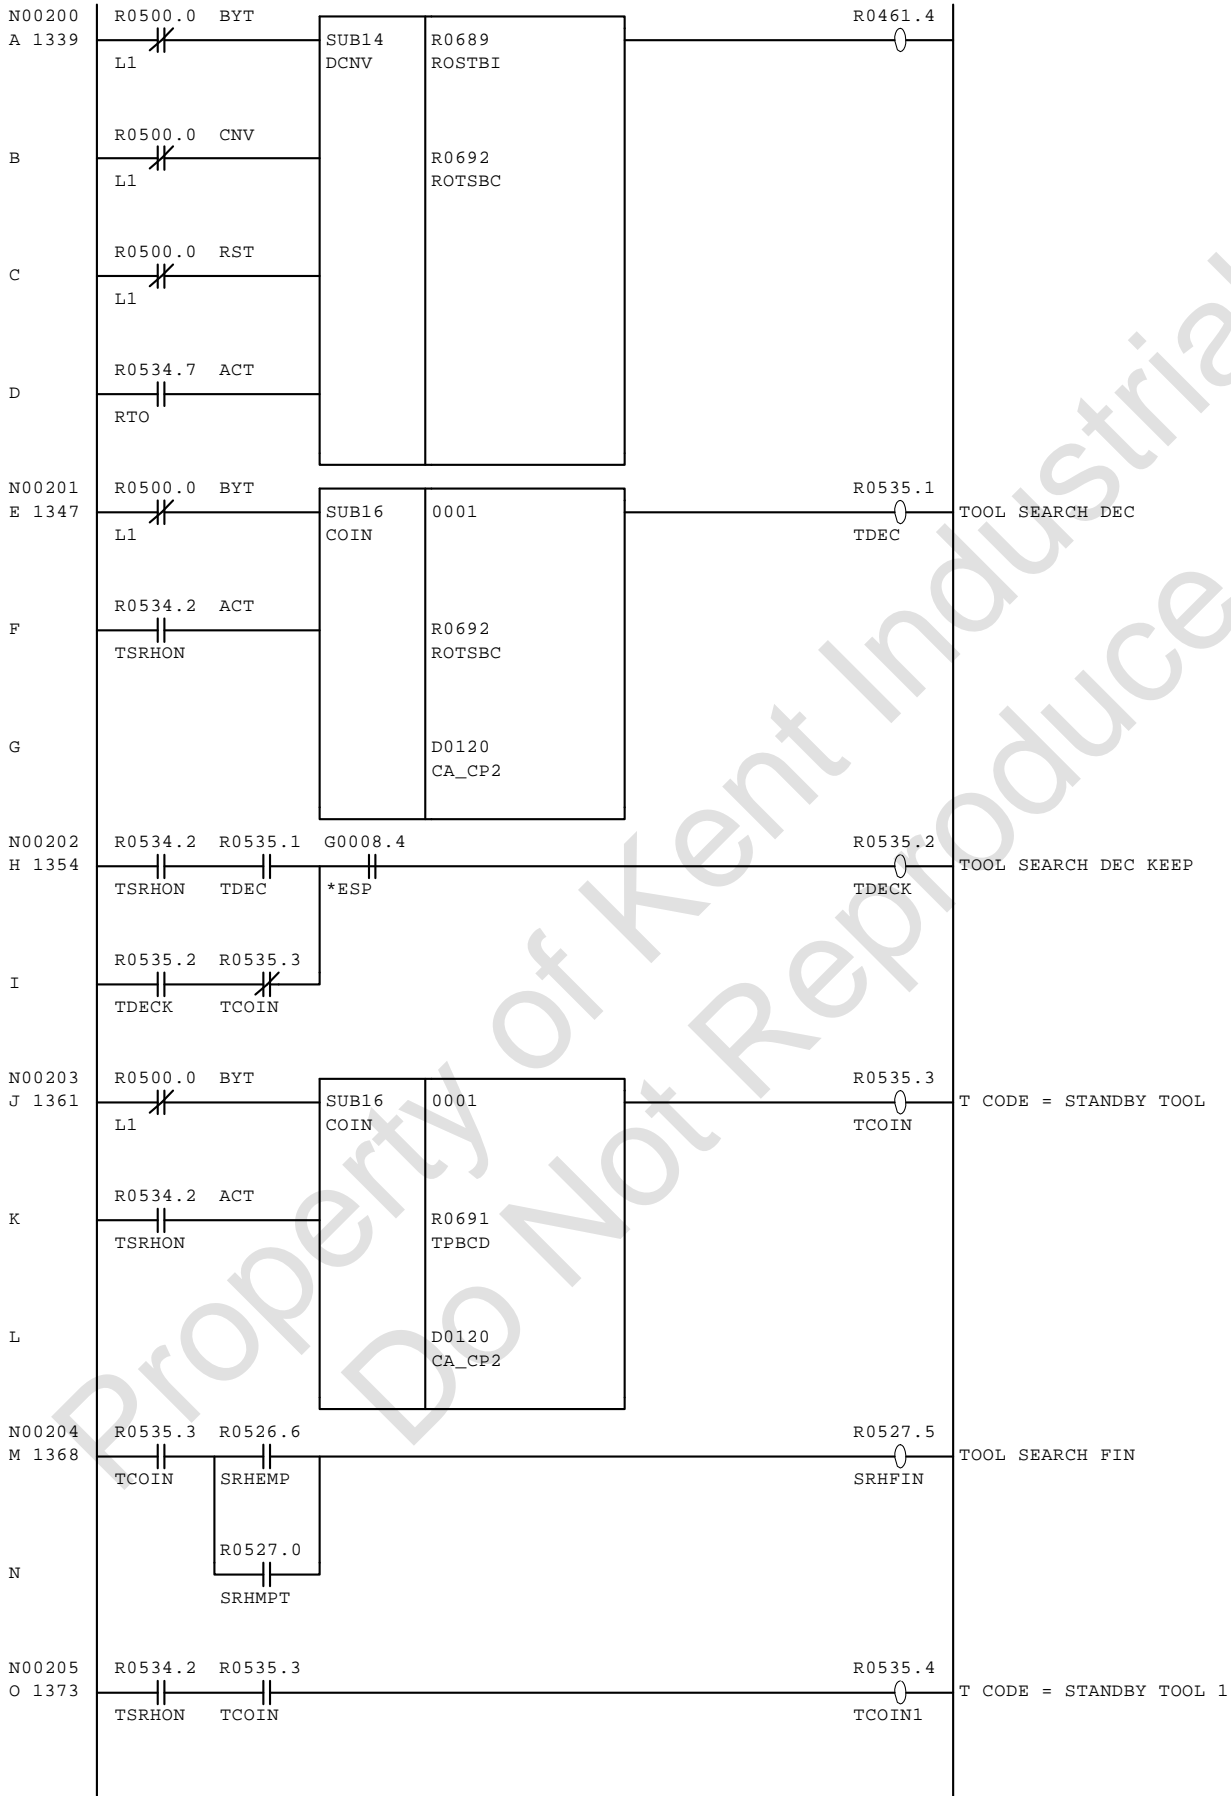 N00200 R0500.0 BYT R0461.4
A 1339 SUB14 R0689
L1 DCNV ROSTBI
R0500.0 CNV
B R0692
L1 ROTSBC
R0500.0 RST
C
L1
R0534.7 ACT
D
RTO
N00201 R0500.0 BYT R0535.1
E 1347 SUB16 0001 TOOL SEARCH DEC
L1 COIN TDEC
R0534.2 ACT
F R0692
TSRHON ROTSBC
G D0120
CA_CP2
N00202 R0534.2 R0535.1 G0008.4 R0535.2
H 1354 TOOL SEARCH DEC KEEP
TSRHON TDEC *ESP TDECK
R0535.2 R0535.3
I
TDECK TCOIN
N00203 R0500.0 BYT R0535.3
J 1361 SUB16 0001 T CODE = STANDBY TOOL
L1 COIN TCOIN
R0534.2 ACT
K R0691
TSRHON TPBCD
L D0120
CA_CP2
N00204 R0535.3 R0526.6 R0527.5
M 1368 TOOL SEARCH FIN
TCOIN SRHEMP SRHFIN
R0527.0
N
SRHMPT
N00205 R0534.2 R0535.3 R0535.4
O 1373 T CODE = STANDBY TOOL 1
TSRHON TCOIN TCOIN1
Property of Kent Industrial
Do Not Reproduce